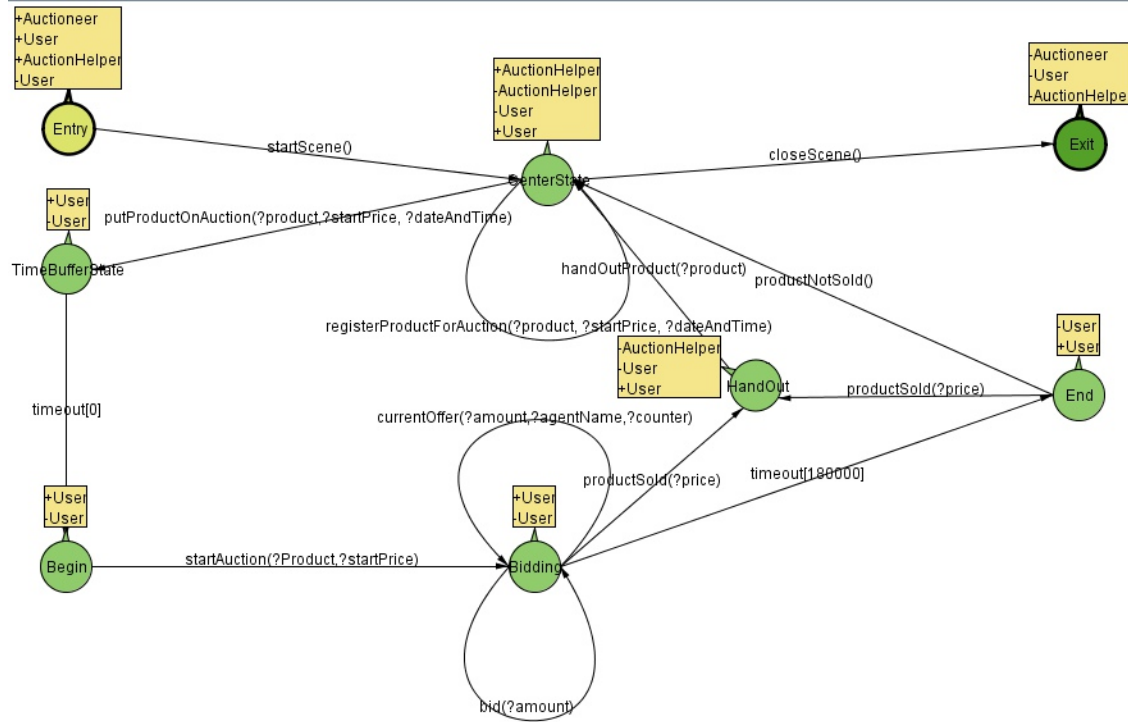 +Auctioneer
+User
+AuctionHelper
-User
Entry
startScene()
+AuctionHelper
-AuctionHelper
-User
+User
CenterState
closeScene()
-Auctioneer
-User
-AuctionHelper
Exit
+User
-User
TimeBufferState
putProductOnAuction(?product,?startPrice, ?dateAndTime)
handOutProduct(?product)
productNotSold()
registerProductForAuction(?product, ?startPrice, ?dateAndTime)
-AuctionHelper
-User
+User
HandOut
-User
+User
End
productSold(?price)
timeout[0]
currentOffer(?amount,?agentName,?counter)
productSold(?price)
timeout[180000]
+User
-User
Begin
startAuction(?Product,?startPrice)
+User
-User
Bidding
bid(?amount)